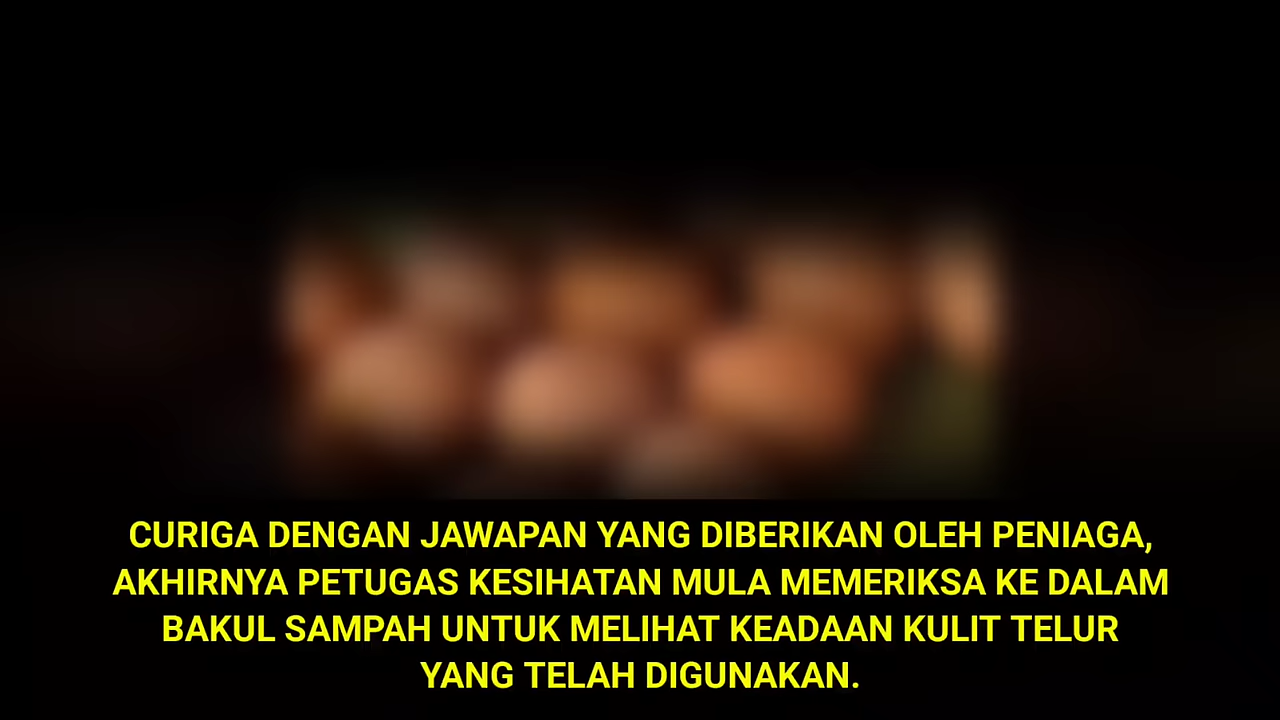 CURIGA DENGAN JAWAPAN YANG DIBERIKAN OLEH PENIAGA,
AKHIRNYA PETUGAS KESIHATAN MULA MEMERIKSA KE DALAM
BAKUL SAMPAH UNTUK MELIHAT KEADAAN KULIT TELUR
YANG TELAH DIGUNAKAN.